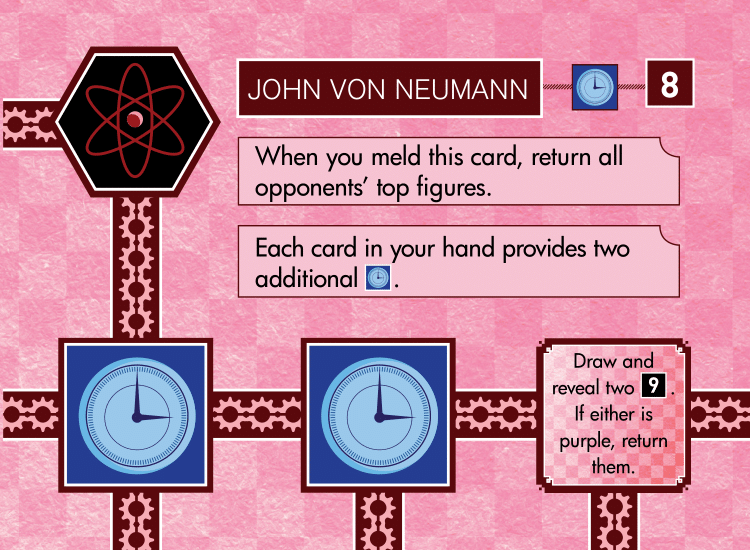 JOHN VON NEUMANN
8
When you meld this card, return all
opponents' top figures.
Each card in your hand provides two
additional .
Draw and
reveal two 9 .
If either is
purple, return
them.